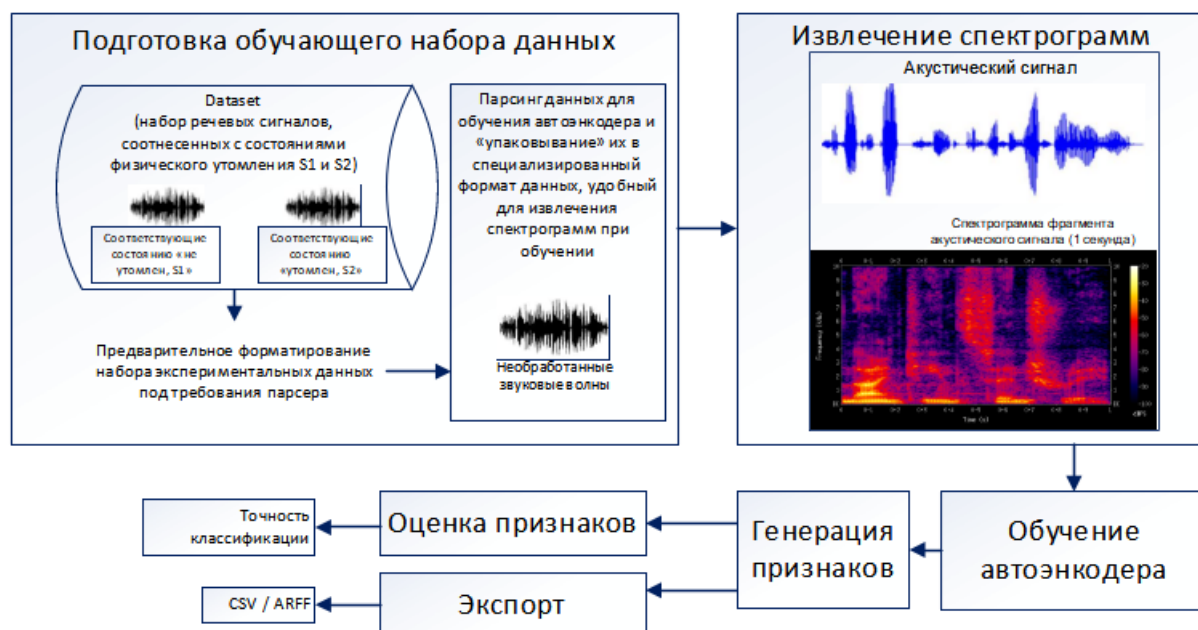 Подготовка обучающего набора данных
Dataset
(набор речевых сигналов,
соотнесенных с состояниями
физического утомления S1 и S2)
Соответствующие
состоянию «не
утомлен, S1»
Соответствующие
состоянию
«утомлен, S2»
Предварительное форматирование
набора экспериментальных данных
под требования парсера
Парсинг данных для
обучения автоэнкодера и
«упаковывание» их в
специализированный
формат данных, удобный
для извлечения
спектрограмм при
обучении
Необработанные
звуковые волны
Извлечение спектрограмм
Акустический сигнал
Спектрограмма фрагмента
акустического сигнала (1 секунда)
Frequency (kHz)
Time (s)
Обучение
автоэнкодера
Генерация
признаков
Оценка признаков
Точность
классификации
Экспорт
CSV / ARFF